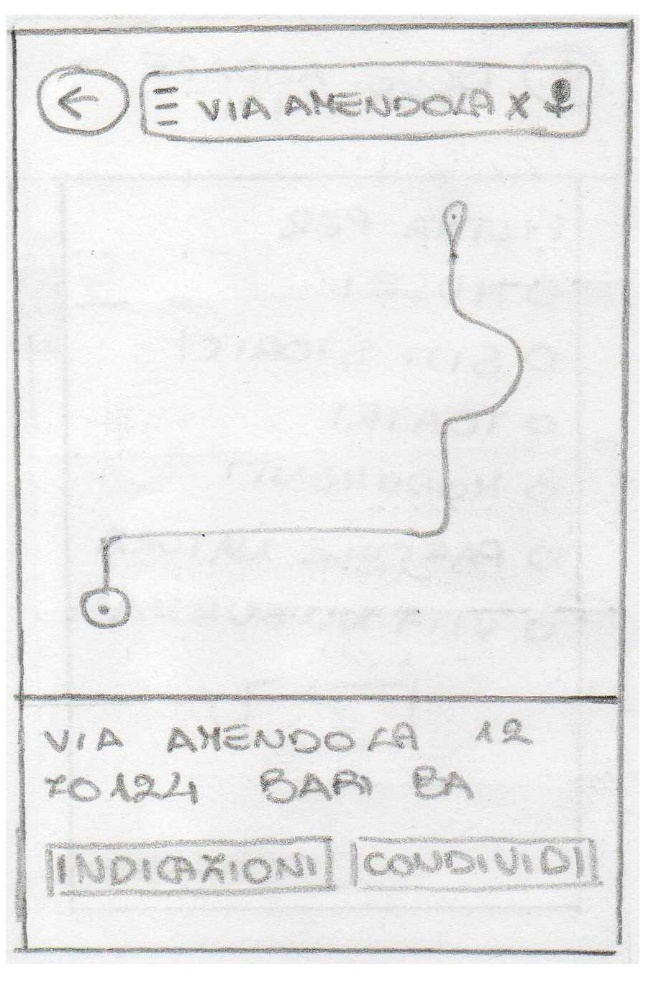 VIA AMENDOLA X
VIA AMENDOLA 12
70124 BARI BA
INDICAZIONI
CONDIVIDI